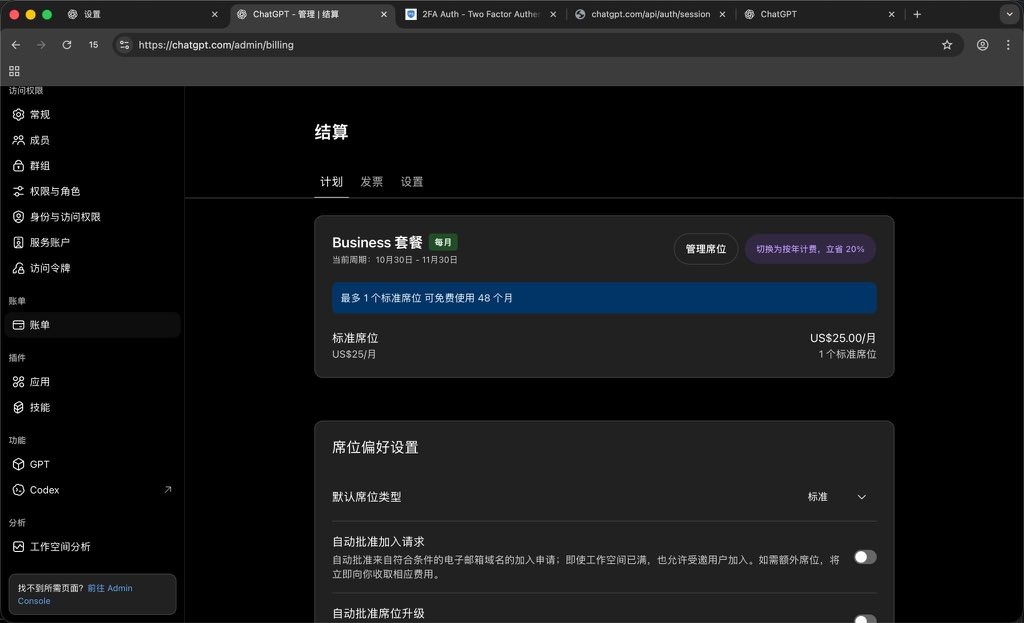 设置
ChatGPT - 管理 | 结算
2FA Auth - Two Factor Authen
chatgpt.com/api/auth/session
ChatGPT
15
https://chatgpt.com/admin/billing
访问权限
常规
成员
群组
权限与角色
身份与访问权限
服务账户
访问令牌
账单
账单
插件
应用
技能
功能
GPT
Codex
分析
工作空间分析
找不到所需页面? 前往 Admin
Console
结算
计划
发票
设置
Business 套餐
每月
当前周期：10月30日 - 11月30日
管理席位
切换为按年计费，立省 20%
最多 1 个标准席位 可免费使用 48 个月
标准席位
US$25.00/月
US$25/月
1 个标准席位
席位偏好设置
默认席位类型
标准
自动批准加入请求
自动批准来自符合条件的电子邮箱域名的加入申请；即使工作空间已满，也允许受邀用户加入。如需额外席位，将
立即向你收取相应费用。
自动批准席位升级